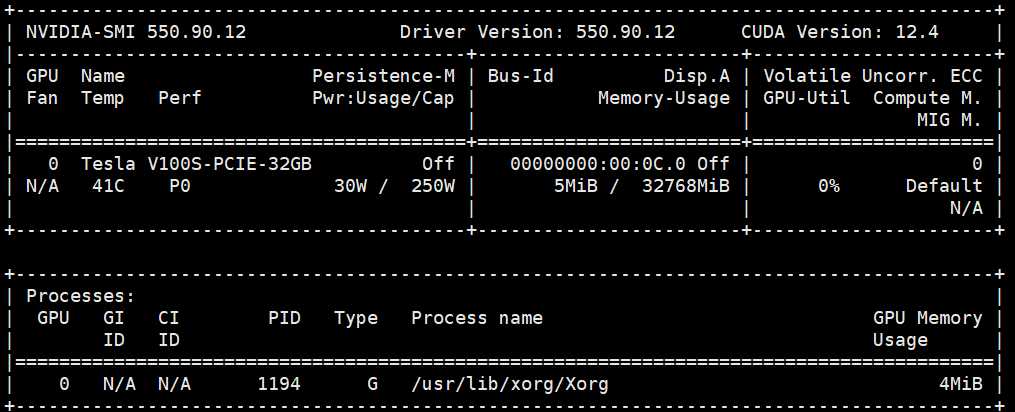 +-----------------------------------------------------------------------------------------+
| NVIDIA-SMI 550.90.12              Driver Version: 550.90.12      CUDA Version: 12.4     |
|-----------------------------------------+------------------------+----------------------+
| GPU  Name                 Persistence-M | Bus-Id          Disp.A | Volatile Uncorr. ECC |
| Fan  Temp   Perf          Pwr:Usage/Cap |           Memory-Usage | GPU-Util  Compute M. |
|                                         |                        |               MIG M. |
|=========================================+========================+======================|
|   0  Tesla V100S-PCIE-32GB          Off |   00000000:00:0C.0 Off |                    0 |
| N/A   41C    P0             30W /  250W |       5MiB /  32768MiB |      0%      Default |
|                                         |                        |                  N/A |
+-----------------------------------------+------------------------+----------------------+
+-----------------------------------------------------------------------------------------+
| Processes:                                                                              |
|  GPU   GI   CI        PID   Type   Process name                              GPU Memory |
|        ID   ID                                                               Usage      |
|=========================================================================================|
|    0   N/A  N/A      1194      G   /usr/lib/xorg/Xorg                              4MiB |
+-----------------------------------------------------------------------------------------+